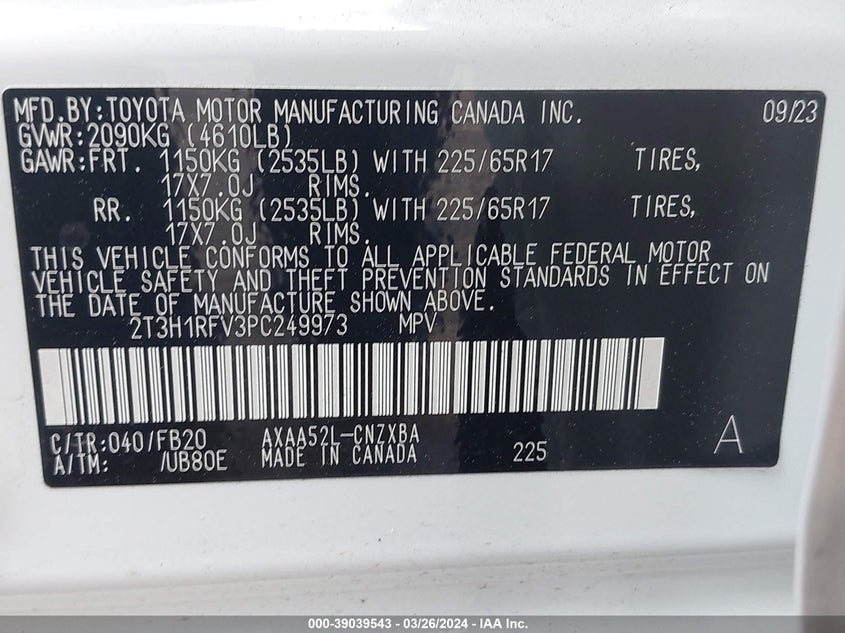 MFD.BY:TOYOTA MOTOR MANUFACTURING CANADA INC. 09/23
GVWR:2090KG (4610LB)
GAWR:FRT. 1150KG (2535LB) WITH 225/65R17 TIRES,
17X7.0J RIMS.
RR. 1150KG (2535LB) WITH 225/65R17 TIRES,
17X7.0J RIMS.
THIS VEHICLE CONFORMS TO ALL APPLICABLE FEDERAL MOTOR
VEHICLE SAFETY AND THEFT PREVENTION STANDARDS IN EFFECT ON
THE DATE OF MANUFACTURE SHOWN ABOVE.
2T3H1RFV3PC249973 MPV
C/TR:040/FB20 AXAA52L-CNZXBA A
A/TM: /UB80E MADE IN CANADA 225
000-39039543 - 03/26/2024 - IAA Inc.